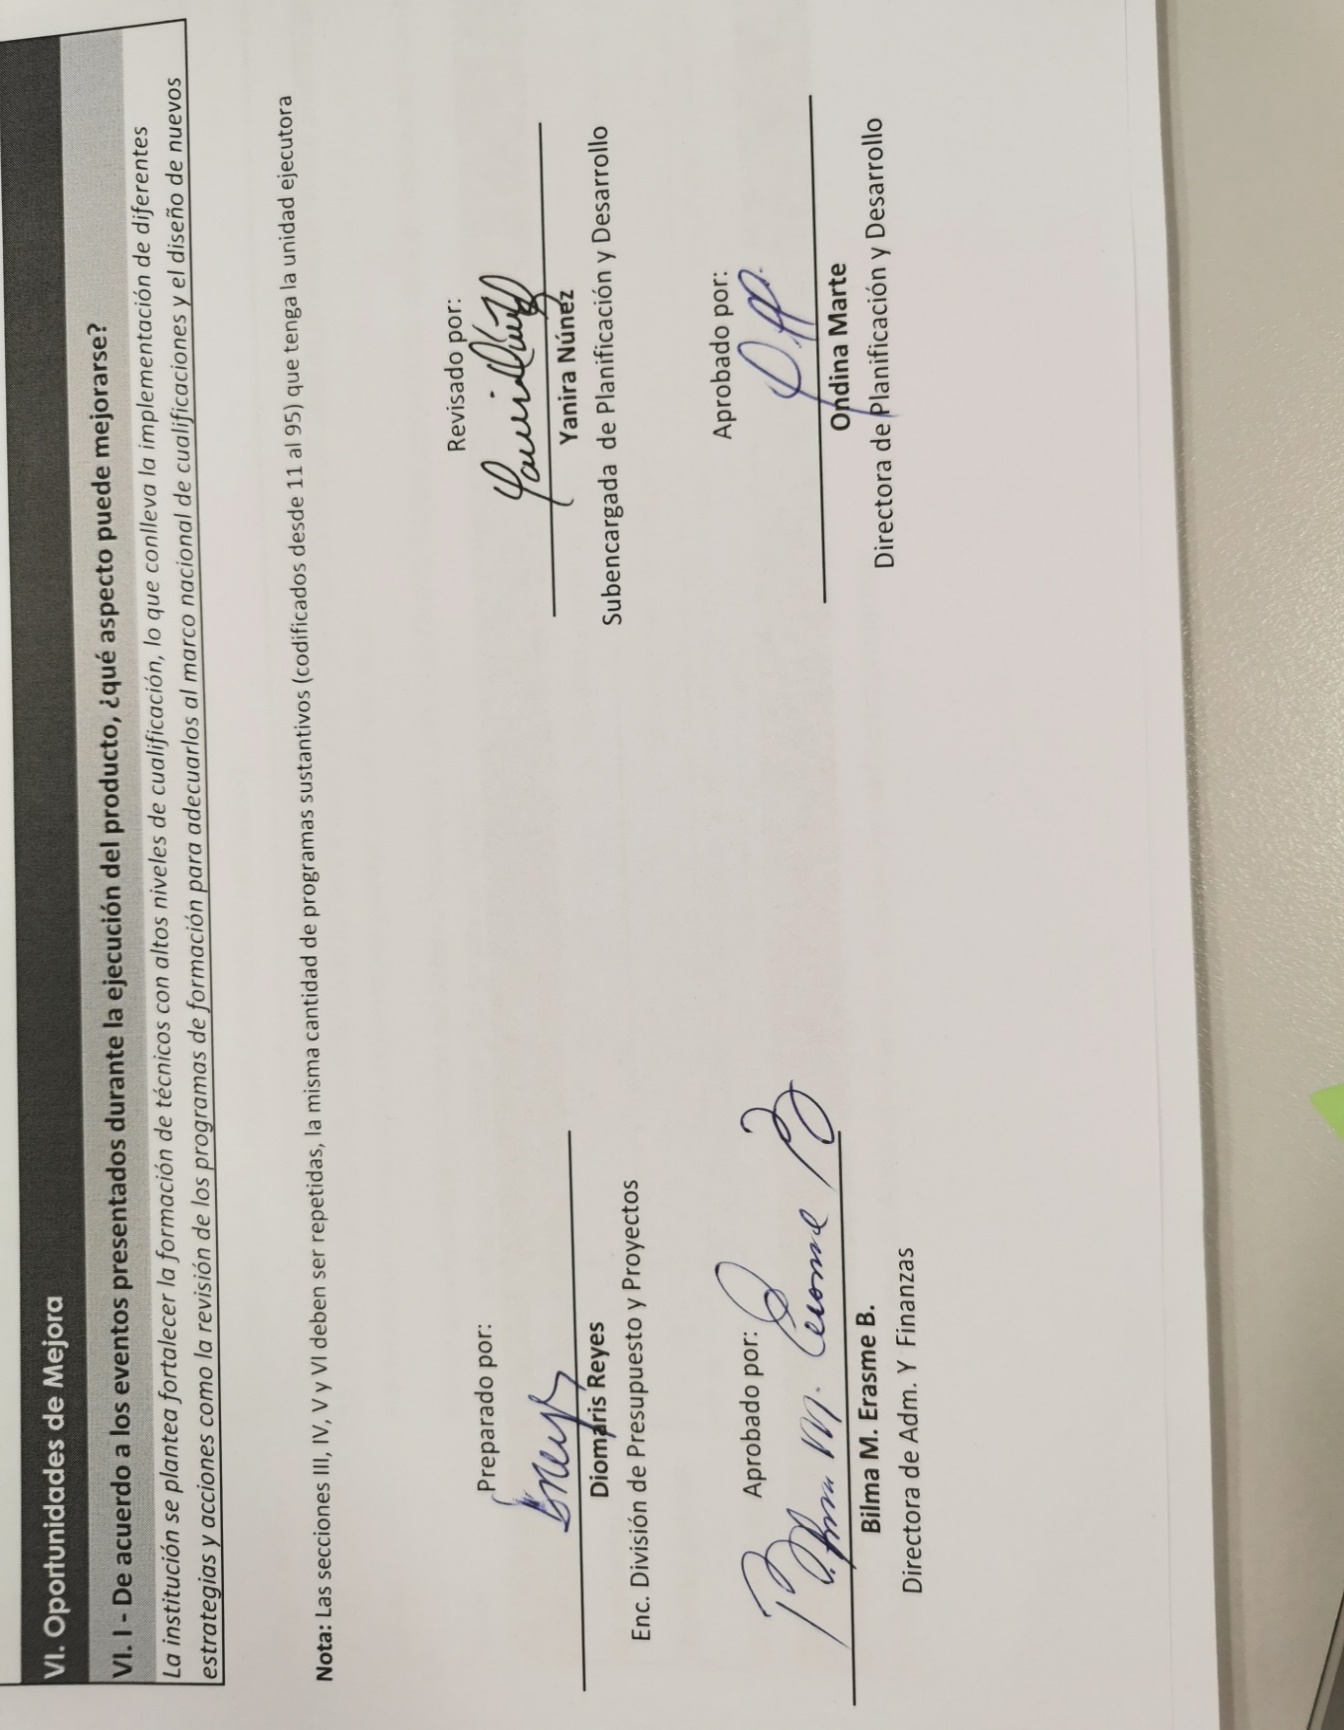 VI. Oportunidades de Mejora
VI. I - De acuerdo a los eventos presentados durante la ejecución del producto, ¿qué aspecto puede mejorarse?
La institución se plantea fortalecer la formación de técnicos con altos niveles de cualificación, lo que conlleva la implementación de diferentes
estrategias y acciones como la revisión de los programas de formación para adecuarlos al marco nacional de cualificaciones y el diseño de nuevos
Nota: Las secciones III, IV, V y VI deben ser repetidas, la misma cantidad de programas sustantivos (codificados desde 11 al 95) que tenga la unidad ejecutora
Preparado por:
Diomaris Reyes
Enc. División de Presupuesto y Proyectos
Revisado por:
Yanira Núnez
Subencargada de Planificación y Desarrollo
Aprobado por:
Bilma M. Erasme B.
Directora de Adm. Y Finanzas
Aprobado por:
Ondina Marte
Directora de Planificación y Desarrollo